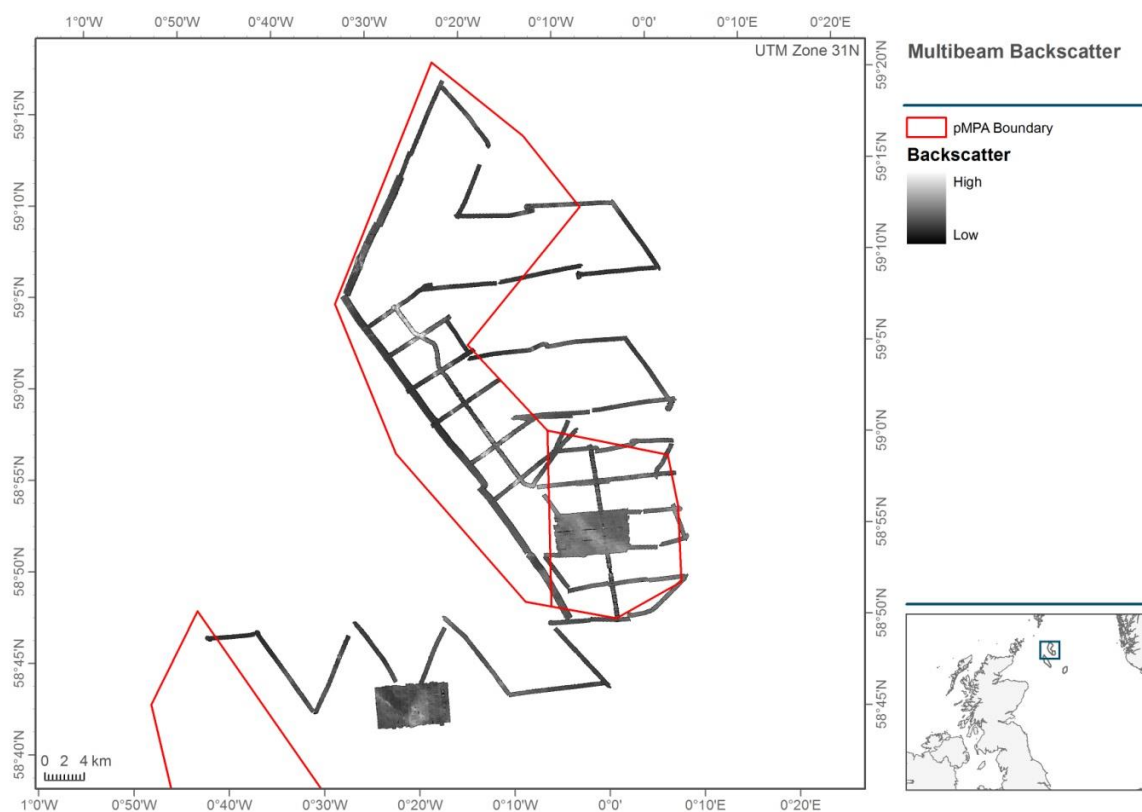 1°0'W 0°50'W 0°40'W 0°30'W 0°20'W 0°10'W 0°0' 0°10'E 0°20'E
UTM Zone 31N
Multibeam Backscatter
pMPA Boundary
Backscatter
High
Low
59°15'N
59°10'N
59°5'N
59°0'N
58°55'N
58°50'N
58°45'N
58°40'N
59°20'N
59°15'N
59°10'N
59°5'N
59°0'N
58°55'N
58°50'N
58°45'N
0 2 4 km
1°0'W 0°50'W 0°40'W 0°30'W 0°20'W 0°10'W 0°0' 0°10'E 0°20'E